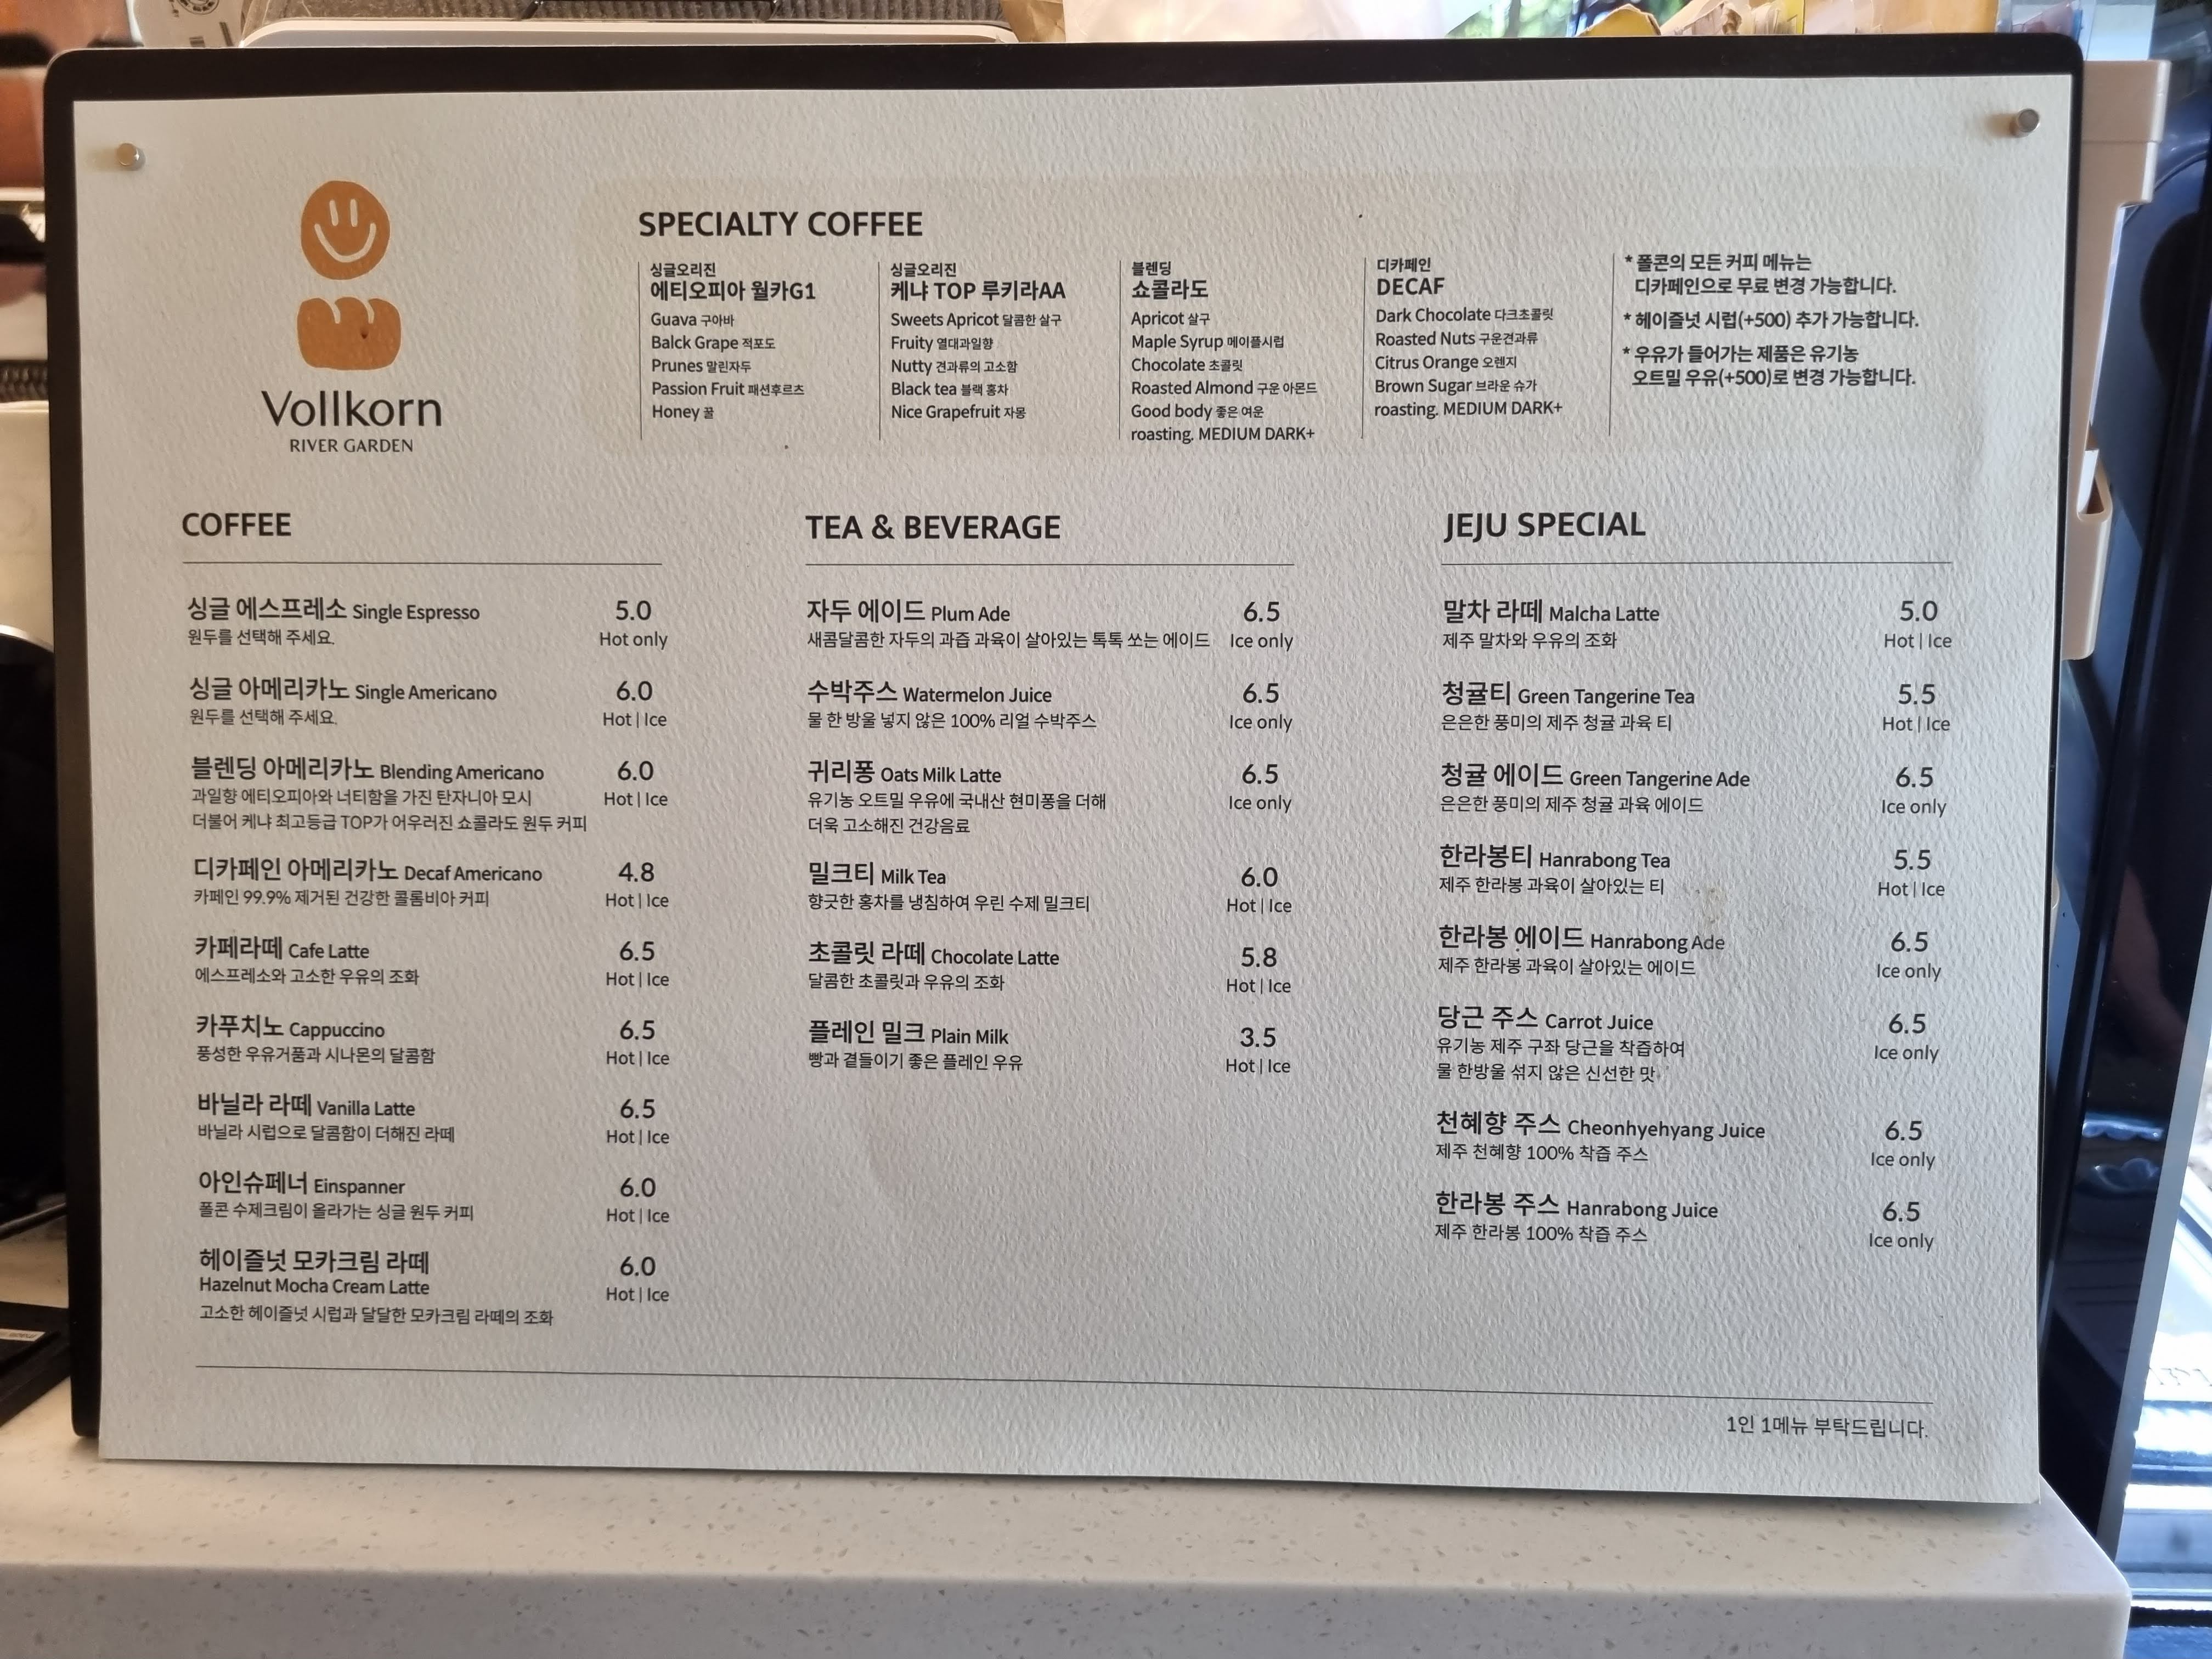 Vollkorn
RIVER GARDEN
SPECIALTY COFFEE
싱글오리진
에티오피아 월카G1
Guava 구아바
Balck Grape 적포도
Prunes 말린자두
Passion Fruit 패션후르츠
Honey 꿀
싱글오리진
케냐 TOP 루키라AA
Sweets Apricot 달콤한 살구
Fruity 열대과일향
Nutty 견과류의 고소함
Black tea 블랙 홍차
Nice Grapefruit 자몽
블렌딩
쇼콜라도
Apricot 살구
Maple Syrup 메이플시럽
Chocolate 초콜릿
Roasted Almond 구운 아몬드
Good body 좋은 여운
roasting. MEDIUM DARK+
디카페인
DECAF
Dark Chocolate 다크초콜릿
Roasted Nuts 구운견과류
Citrus Orange 오렌지
Brown Sugar 브라운 슈가
roasting. MEDIUM DARK+
* 폴콘의 모든 커피 메뉴는
디카페인으로 무료 변경 가능합니다.
* 헤이즐넛 시럽(+500) 추가 가능합니다.
* 우유가 들어가는 제품은 유기농
오트밀 우유(+500)로 변경 가능합니다.
COFFEE
싱글 에스프레소 Single Espresso 5.0
원두를 선택해 주세요. Hot only
싱글 아메리카노 Single Americano 6.0
원두를 선택해 주세요. Hot | Ice
블렌딩 아메리카노 Blending Americano 6.0
과일향 에티오피아와 너티함을 가진 탄자니아 모시 Hot | Ice
더불어 케냐 최고등급 TOP가 어우러진 쇼콜라도 원두 커피
디카페인 아메리카노 Decaf Americano 4.8
카페인 99.9% 제거된 건강한 콜롬비아 커피 Hot | Ice
카페라떼 Cafe Latte 6.5
에스프레소와 고소한 우유의 조화 Hot | Ice
카푸치노 Cappuccino 6.5
풍성한 우유거품과 시나몬의 달콤함 Hot | Ice
바닐라 라떼 Vanilla Latte 6.5
바닐라 시럽으로 달콤함이 더해진 라떼 Hot | Ice
아인슈페너 Einspanner 6.0
폴콘 수제크림이 올라가는 싱글 원두 커피 Hot | Ice
헤이즐넛 모카크림 라떼 6.0
Hazelnut Mocha Cream Latte Hot | Ice
고소한 헤이즐넛 시럽과 달달한 모카크림 라떼의 조화
TEA & BEVERAGE
자두 에이드 Plum Ade 6.5
새콤달콤한 자두의 과즙 과육이 살아있는 톡톡 쏘는 에이드 Ice only
수박주스 Watermelon Juice 6.5
물 한 방울 넣지 않은 100% 리얼 수박주스 Ice only
귀리퐁 Oats Milk Latte 6.5
유기농 오트밀 우유에 국내산 현미퐁을 더해 Ice only
더욱 고소해진 건강음료
밀크티 Milk Tea 6.0
향긋한 홍차를 냉침하여 우린 수제 밀크티 Hot | Ice
초콜릿 라떼 Chocolate Latte 5.8
달콤한 초콜릿과 우유의 조화 Hot | Ice
플레인 밀크 Plain Milk 3.5
빵과 곁들이기 좋은 플레인 우유 Hot | Ice
JEJU SPECIAL
말차 라떼 Malcha Latte 5.0
제주 말차와 우유의 조화 Hot | Ice
청귤티 Green Tangerine Tea 5.5
은은한 풍미의 제주 청귤 과육 티 Hot | Ice
청귤 에이드 Green Tangerine Ade 6.5
은은한 풍미의 제주 청귤 과육 에이드 Ice only
한라봉티 Hanrabong Tea 5.5
제주 한라봉 과육이 살아있는 티 Hot | Ice
한라봉 에이드 Hanrabong Ade 6.5
제주 한라봉 과육이 살아있는 에이드 Ice only
당근 주스 Carrot Juice 6.5
유기농 제주 구좌 당근을 착즙하여 Ice only
물 한방울 섞지 않은 신선한 맛.
천혜향 주스 Cheonhyehyang Juice 6.5
제주 천혜향 100% 착즙 주스 Ice only
한라봉 주스 Hanrabong Juice 6.5
제주 한라봉 100% 착즙 주스 Ice only
1인 1메뉴 부탁드립니다.